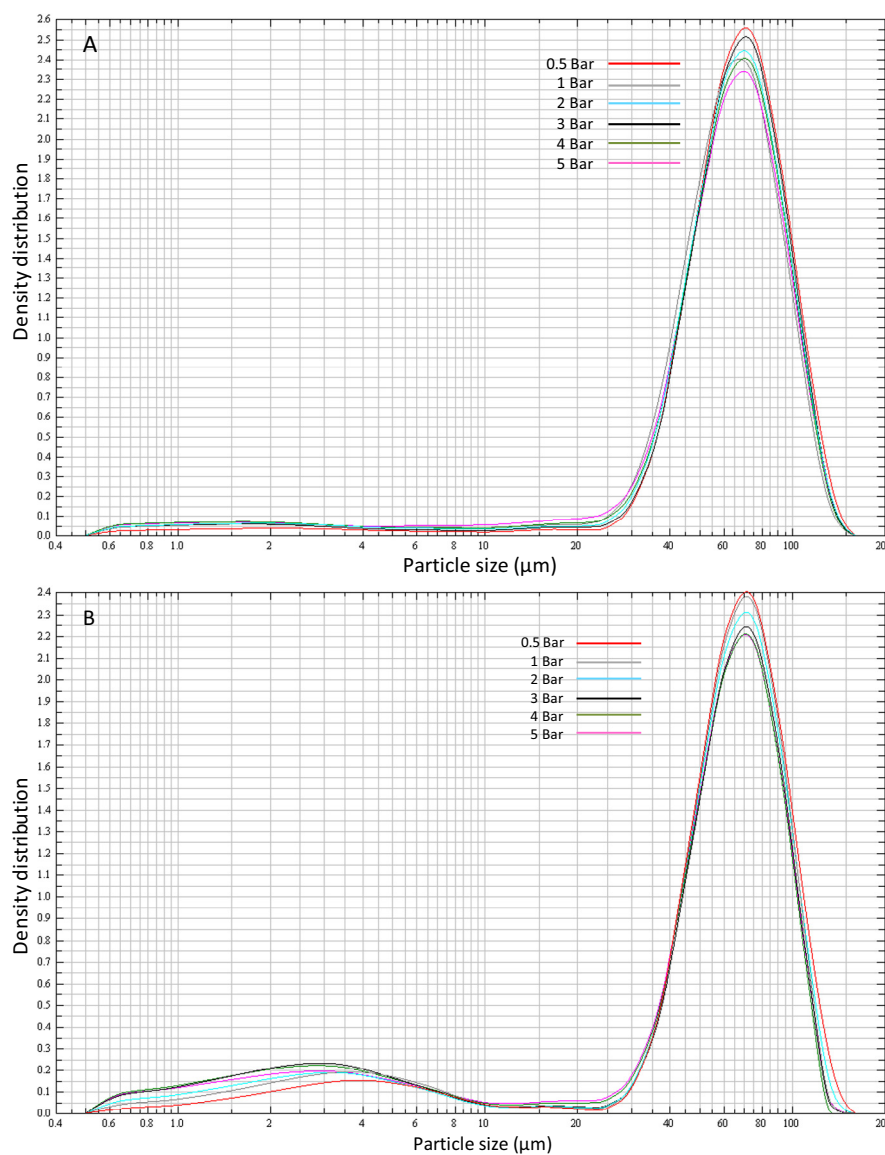 A
2.6
2.5
2.4
2.3
2.2
2.1
2.0
1.9
1.8
1.7
1.6
1.5
1.4
1.3
1.2
1.1
1.0
0.9
0.8
0.7
0.6
0.5
0.4
0.3
0.2
0.1
0.0
Density distribution
0.5 Bar
1 Bar
2 Bar
3 Bar
4 Bar
5 Bar
0.4 0.6 0.8 1.0 2 4 6 8 10 20 40 60 80 100 20
Particle size (μm)
B
2.4
2.3
2.2
2.1
2.0
1.9
1.8
1.7
1.6
1.5
1.4
1.3
1.2
1.1
1.0
0.9
0.8
0.7
0.6
0.5
0.4
0.3
0.2
0.1
0.0
Density distribution
0.5 Bar
1 Bar
2 Bar
3 Bar
4 Bar
5 Bar
0.4 0.6 0.8 1.0 2 4 6 8 10 20 40 60 80 100 20
Particle size (μm)